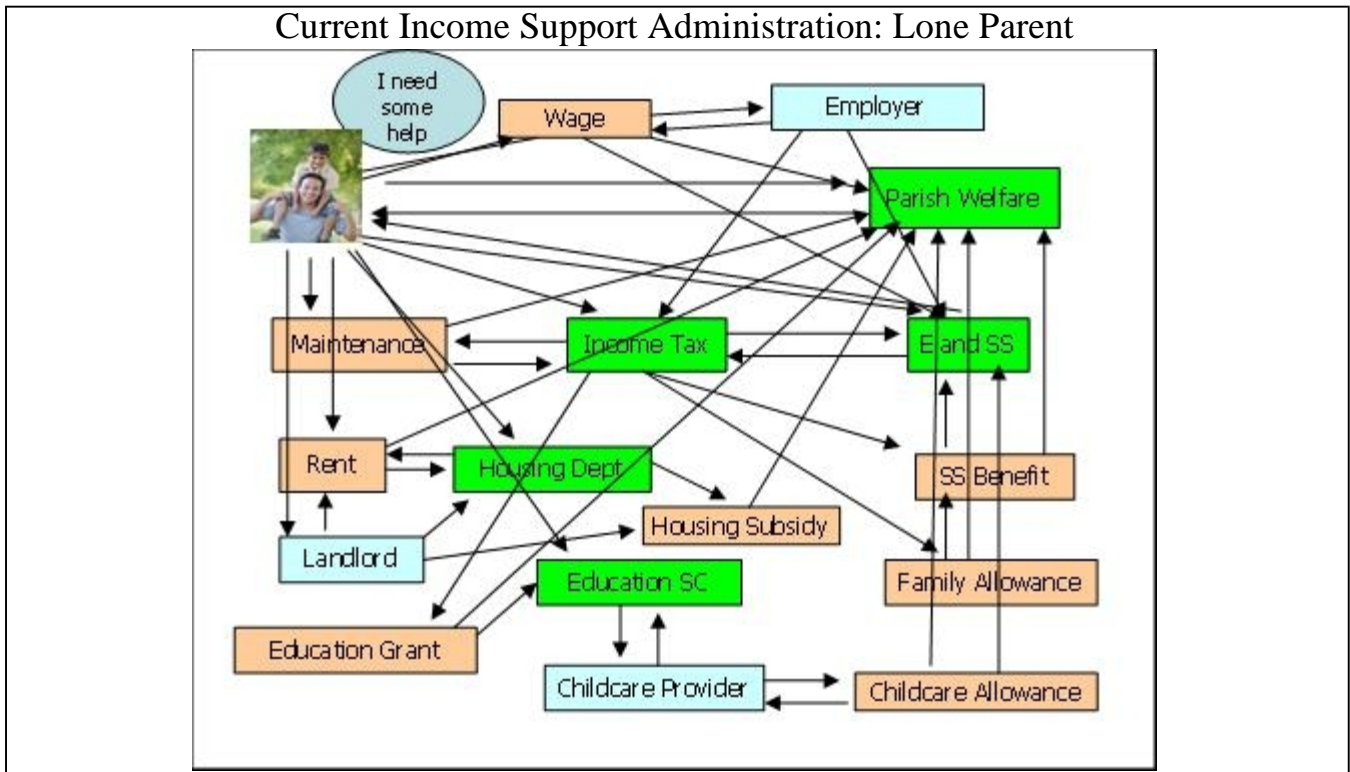 Current Income Support Administration: Lone Parent
I need
some
help
Wage
Employer
Parish Welfare
Maintenance
Income Tax
E and SS
Rent
Housing Dept
SS Benefit
Housing Subsidy
Landlord
Education SC
Family Allowance
Education Grant
Childcare Provider
Childcare Allowance